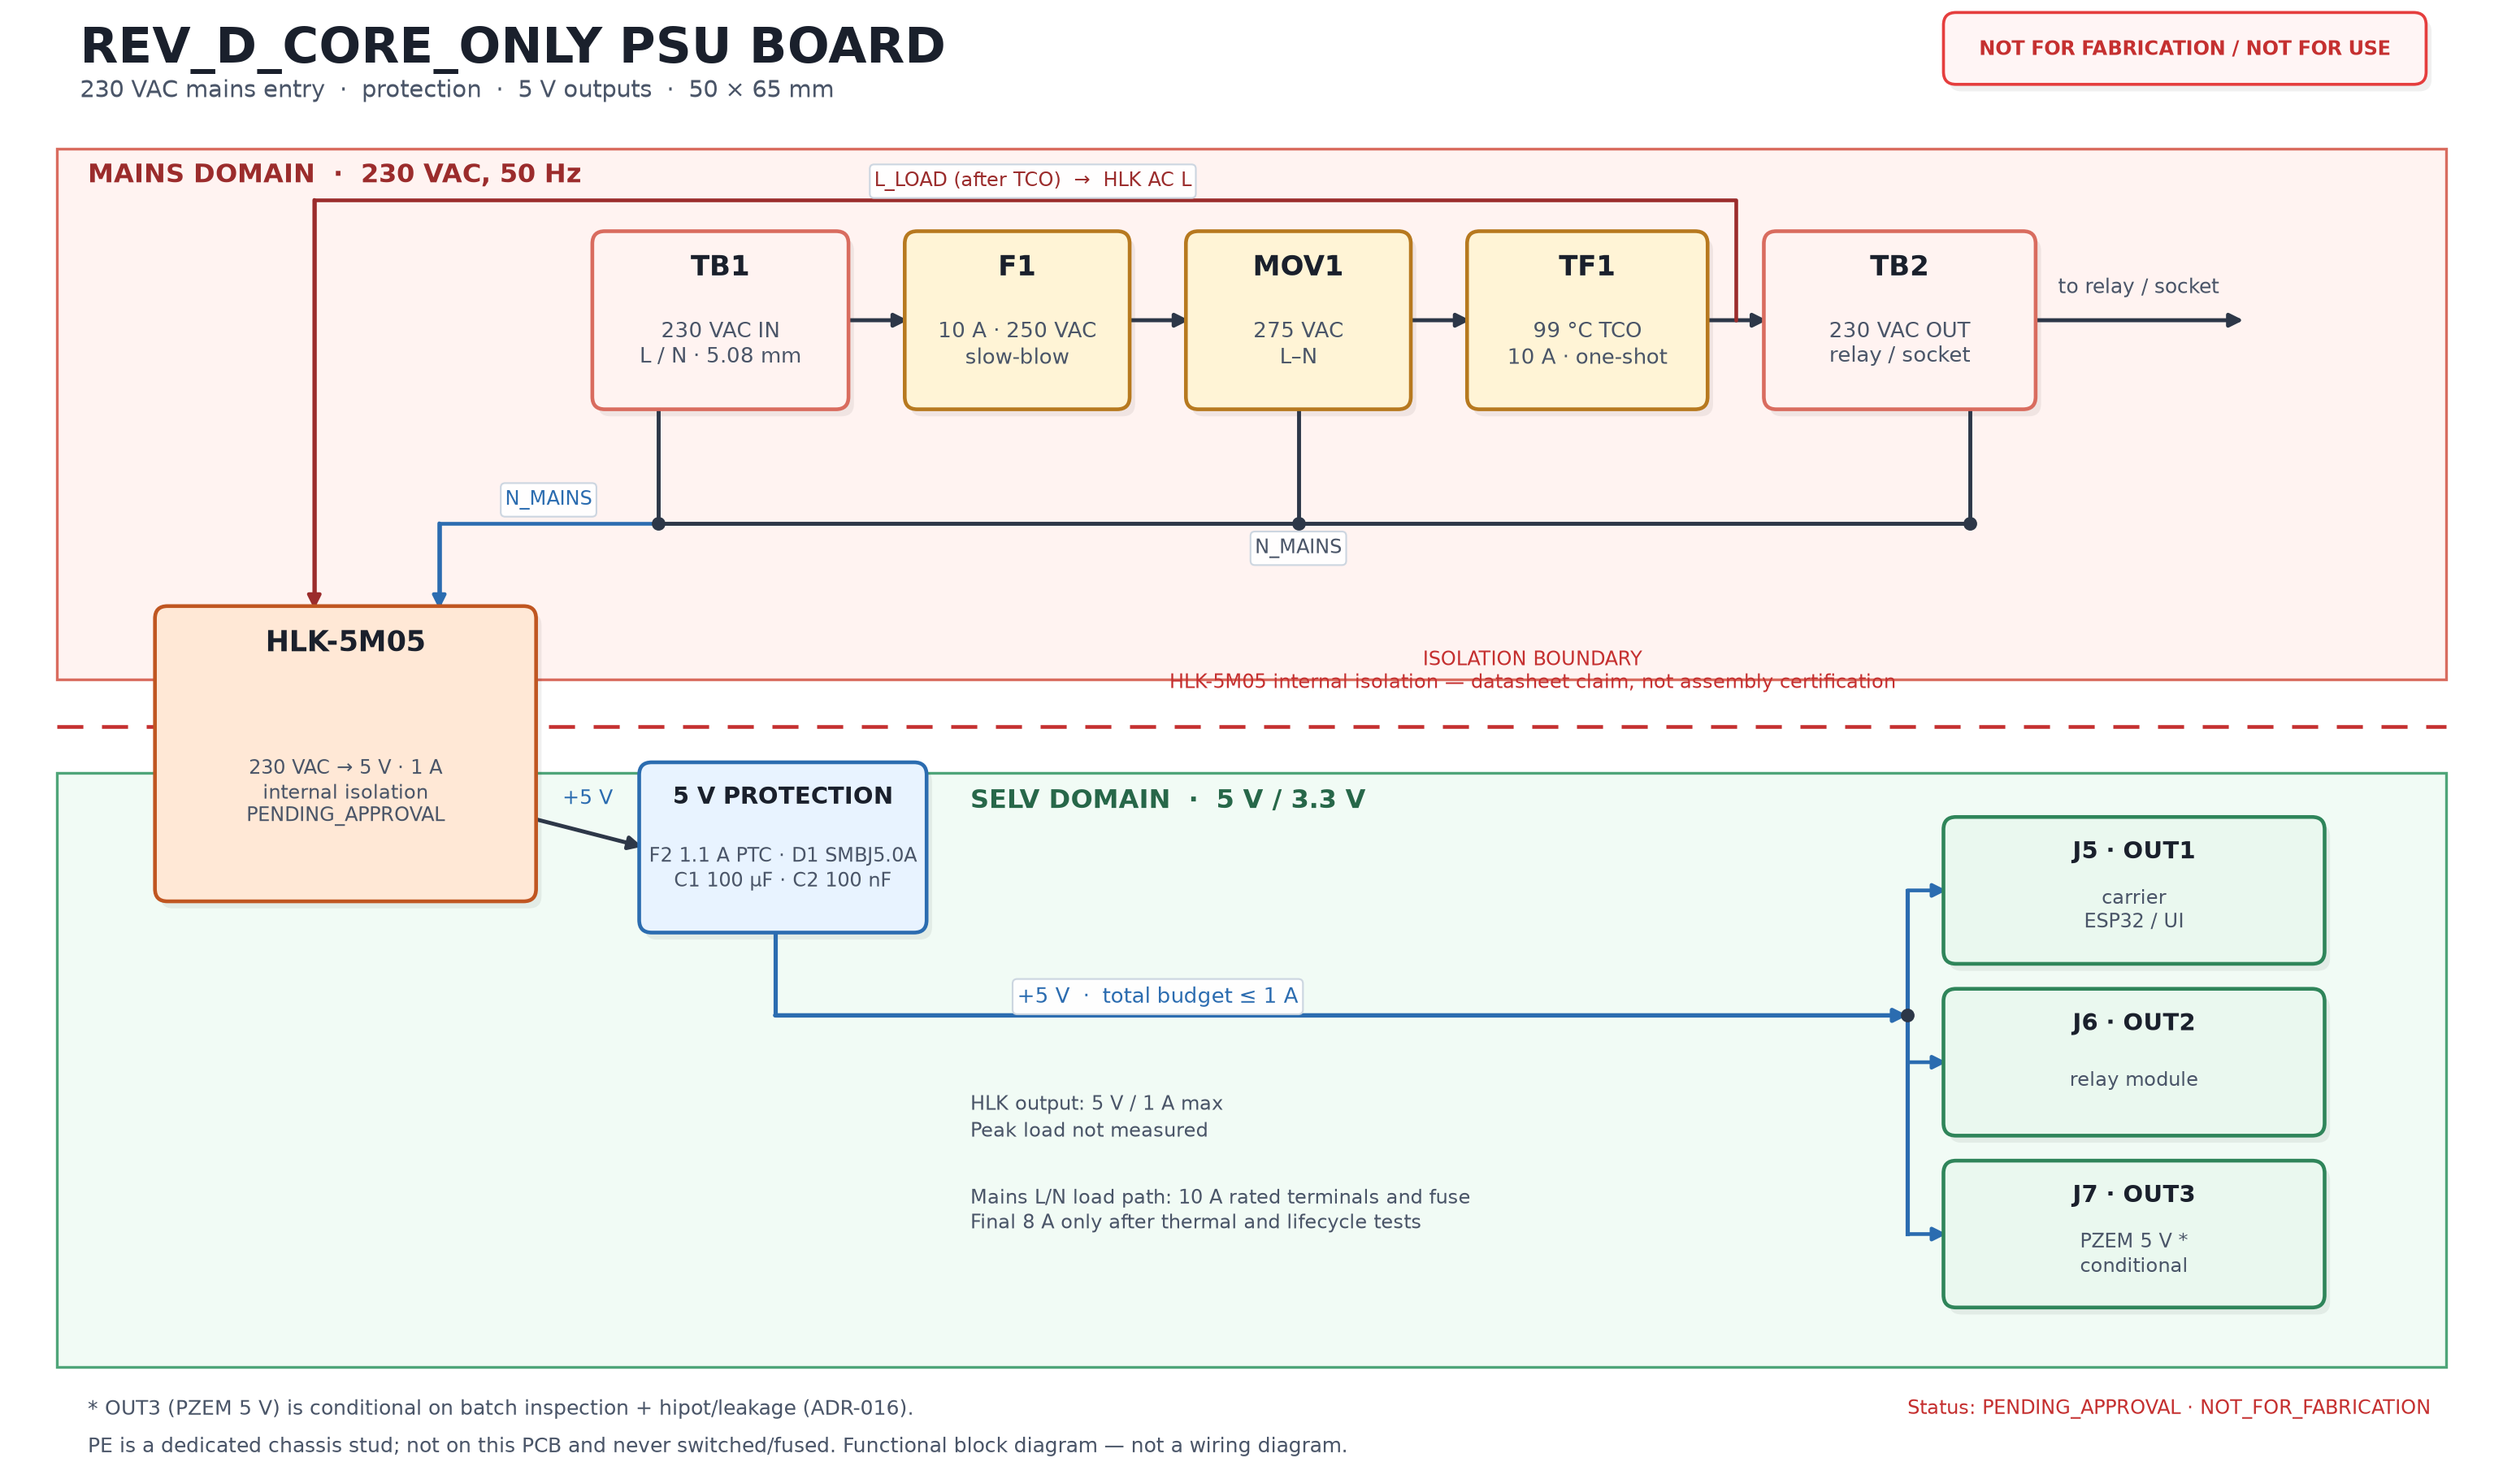 REV_D_CORE_ONLY PSU BOARD
230 VAC mains entry · protection · 5 V outputs · 50 × 65 mm
NOT FOR FABRICATION / NOT FOR USE
MAINS DOMAIN · 230 VAC, 50 Hz
L_LOAD (after TCO) → HLK AC L
TB1
230 VAC IN
L / N · 5.08 mm
F1
10 A · 250 VAC
slow-blow
MOV1
275 VAC
L–N
TF1
99 °C TCO
10 A · one-shot
TB2
230 VAC OUT
relay / socket
to relay / socket
N_MAINS
N_MAINS
HLK-5M05
230 VAC → 5 V · 1 A
internal isolation
PENDING_APPROVAL
ISOLATION BOUNDARY
HLK-5M05 internal isolation — datasheet claim, not assembly certification
+5 V
5 V PROTECTION
F2 1.1 A PTC · D1 SMBJ5.0A
C1 100 µF · C2 100 nF
SELV DOMAIN · 5 V / 3.3 V
+5 V · total budget ≤ 1 A
J5 · OUT1
carrier
ESP32 / UI
J6 · OUT2
relay module
J7 · OUT3
PZEM 5 V *
conditional
HLK output: 5 V / 1 A max
Peak load not measured
Mains L/N load path: 10 A rated terminals and fuse
Final 8 A only after thermal and lifecycle tests
* OUT3 (PZEM 5 V) is conditional on batch inspection + hipot/leakage (ADR-016).
Status: PENDING_APPROVAL · NOT_FOR_FABRICATION
PE is a dedicated chassis stud; not on this PCB and never switched/fused. Functional block diagram — not a wiring diagram.